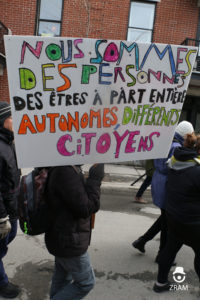 NOUS SOMMES
DES PERSONNES
DES ÊTRES À PART ENTIÈRE
AUTONOMES DIFFÉRENTS
CITOYENS
ZRAM